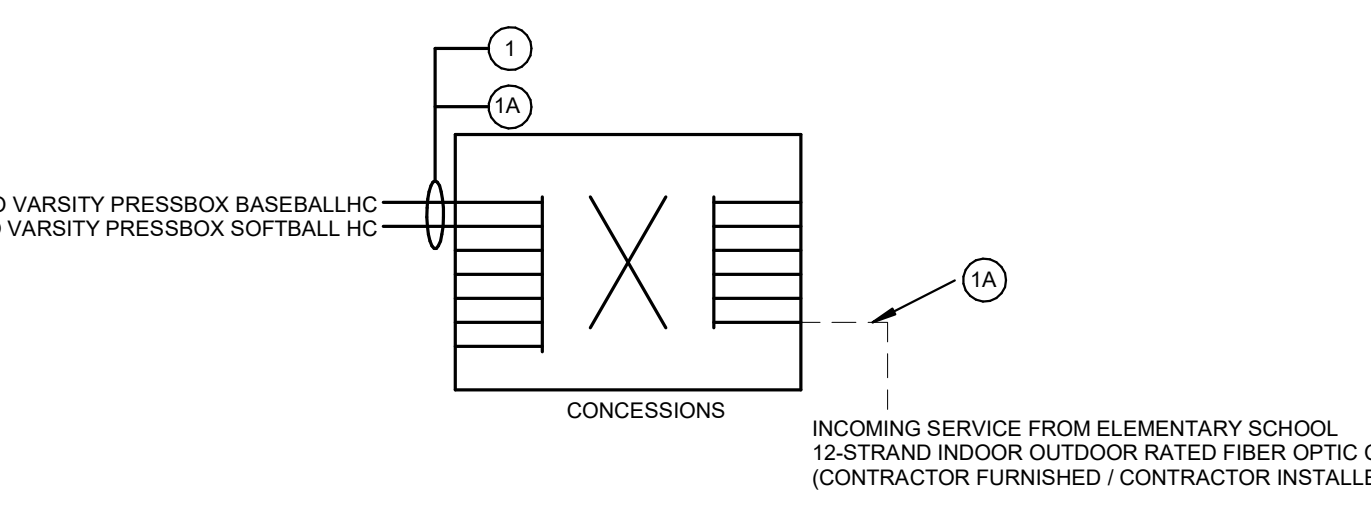 1
1A
VARSITY PRESSBOX BASEBALLHC
VARSITY PRESSBOX SOFTBALL HC
1A
CONCESSIONS
INCOMING SERVICE FROM ELEMENTARY SCHOOL
12-STRAND INDOOR OUTDOOR RATED FIBER OPTIC
(CONTRACTOR FURNISHED / CONTRACTOR